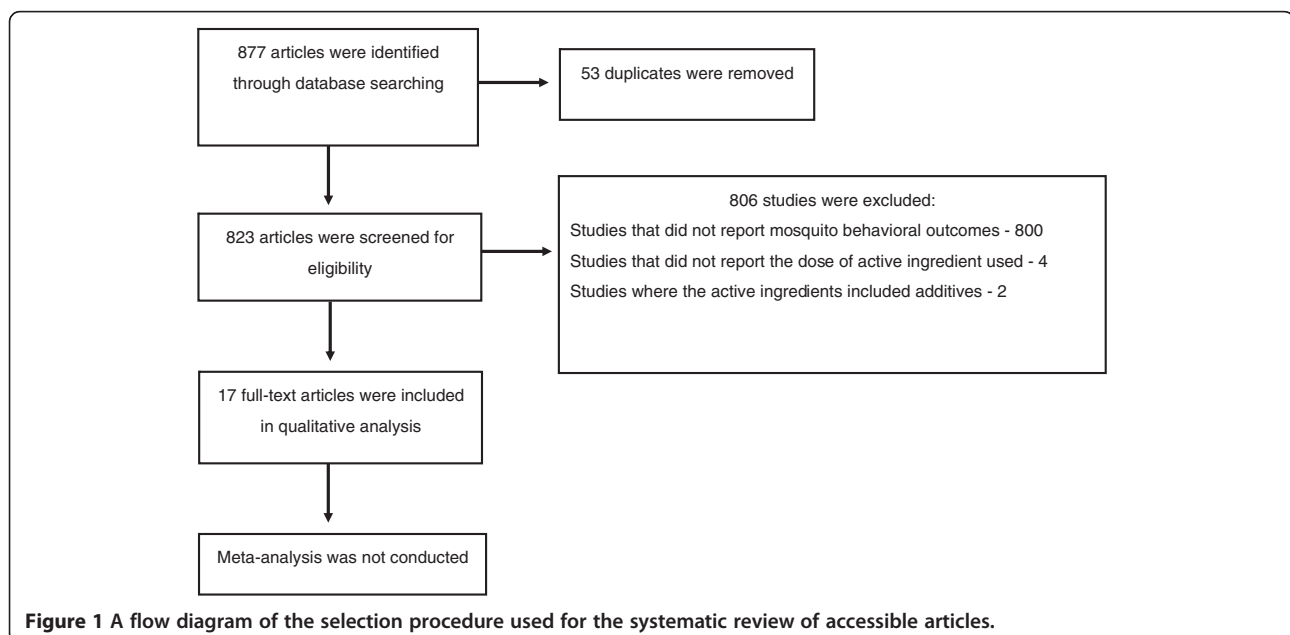 877 articles were identified
through database searching
53 duplicates were removed
806 studies were excluded:
Studies that did not report mosquito behavioral outcomes - 800
Studies that did not report the dose of active ingredient used - 4
Studies where the active ingredients included additives - 2
823 articles were screened for
eligibility
17 full-text articles were included
in qualitative analysis
Meta-analysis was not conducted
Figure 1 A flow diagram of the selection procedure used for the systematic review of accessible articles.